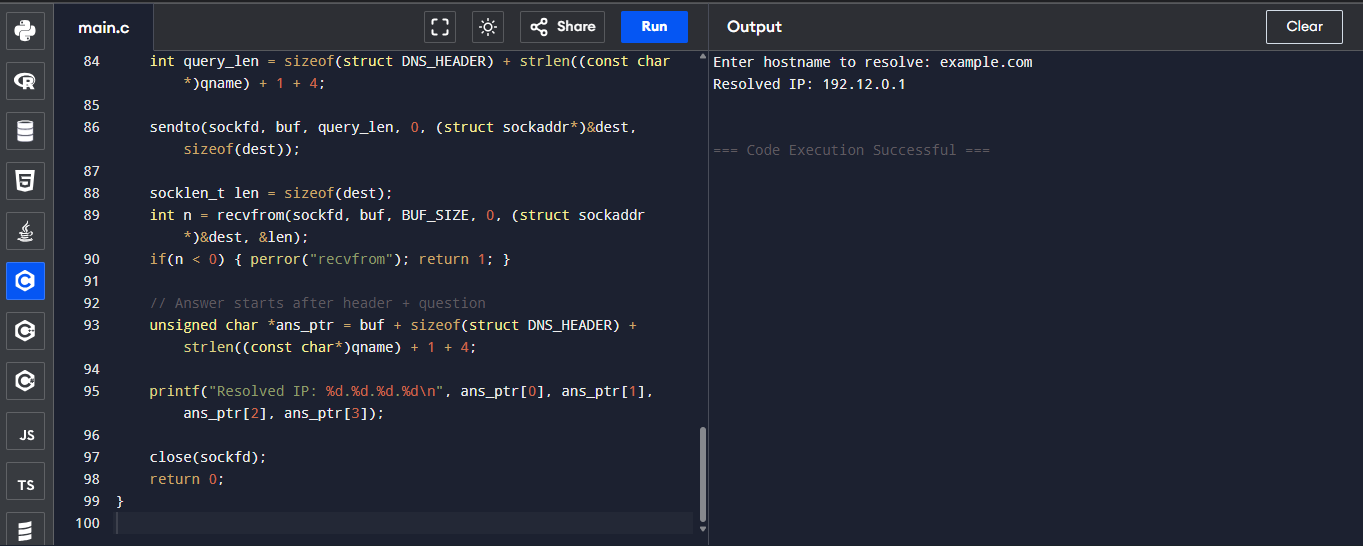 main.c
Share
Run
Output
Clear
84 int query_len = sizeof(struct DNS_HEADER) + strlen((const char
*)qname) + 1 + 4;
85
86 sendto(sockfd, buf, query_len, 0, (struct sockaddr*)&dest,
sizeof(dest));
87
88 socklen_t len = sizeof(dest);
89 int n = recvfrom(sockfd, buf, BUF_SIZE, 0, (struct sockaddr
*)&dest, &len);
90 if(n < 0) { perror("recvfrom"); return 1; }
91
92 // Answer starts after header + question
93 unsigned char *ans_ptr = buf + sizeof(struct DNS_HEADER) +
strlen((const char*)qname) + 1 + 4;
94
95 printf("Resolved IP: %d.%d.%d.%d\n", ans_ptr[0], ans_ptr[1],
ans_ptr[2], ans_ptr[3]);
96
97 close(sockfd);
98 return 0;
99 }
100
Enter hostname to resolve: example.com
Resolved IP: 192.12.0.1
=== Code Execution Successful ===
R
5
C
C
C
JS
TS